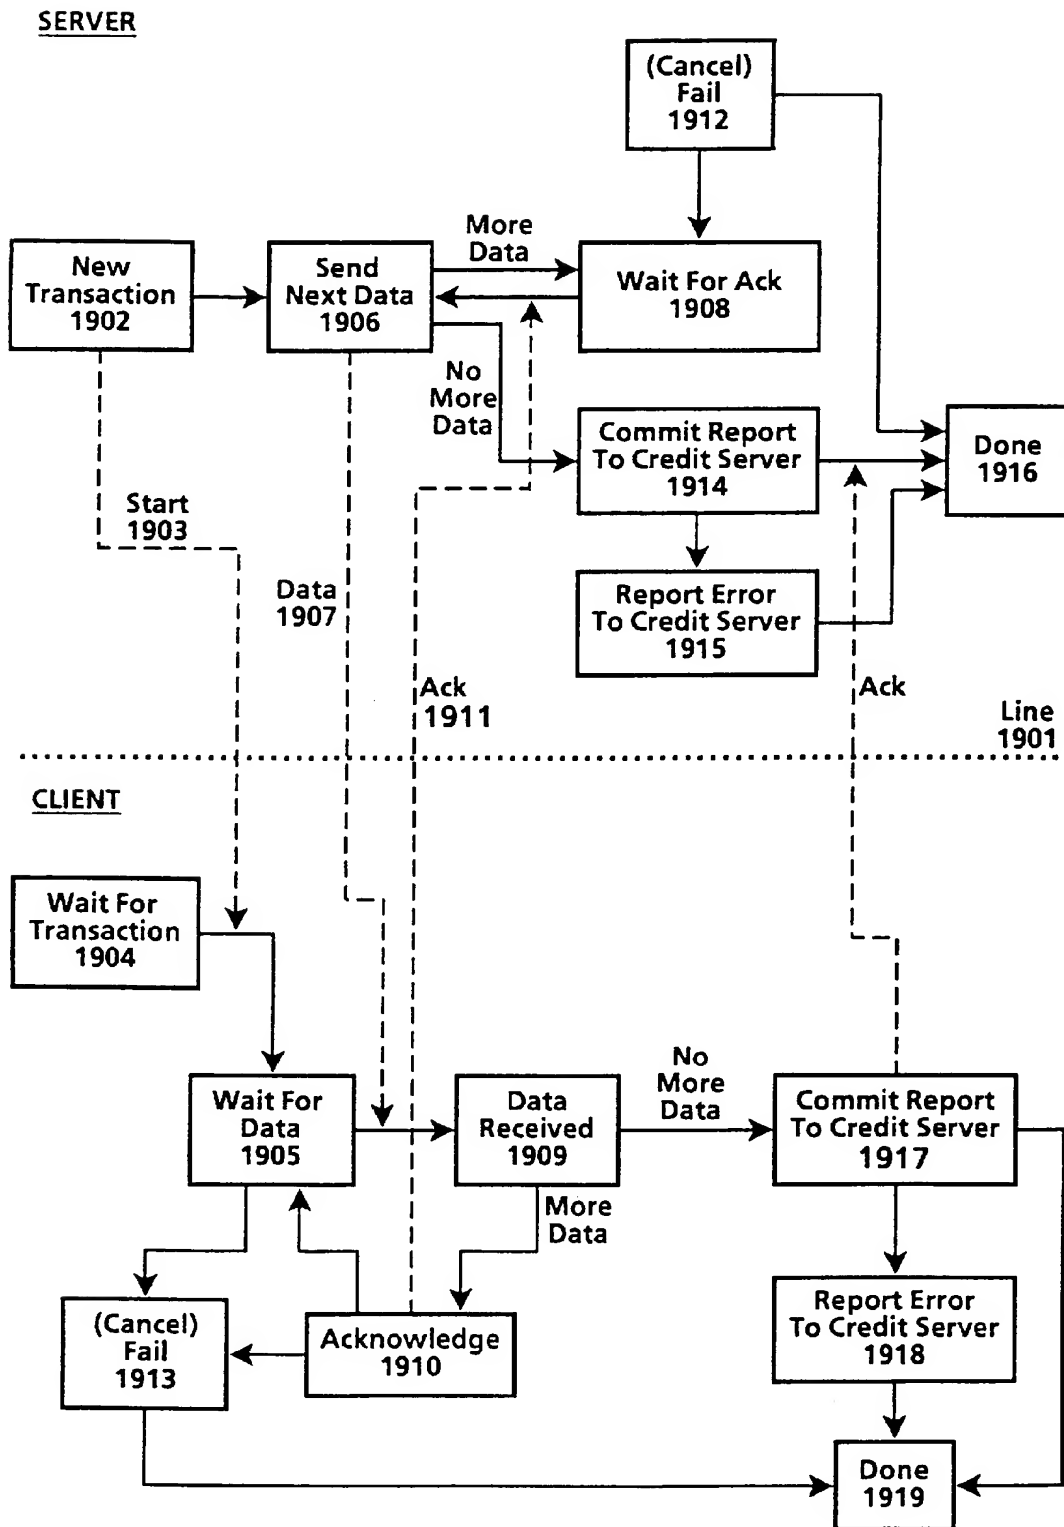 SERVER
(Cancel)
Fail
1912
New
Transaction
1902
Send
Next Data
1906
More
Data
Wait For Ack
1908
No
More
Data
Commit Report
To Credit Server
1914
Done
1916
Start
1903
Data
1907
Report Error
To Credit Server
1915
Ack
1911
Ack
Line
1901
CLIENT
Wait For
Transaction
1904
Wait For
Data
1905
Data
Received
1909
No
More
Data
Commit Report
To Credit Server
1917
More
Data
(Cancel)
Fail
1913
Acknowledge
1910
Report Error
To Credit Server
1918
Done
1919